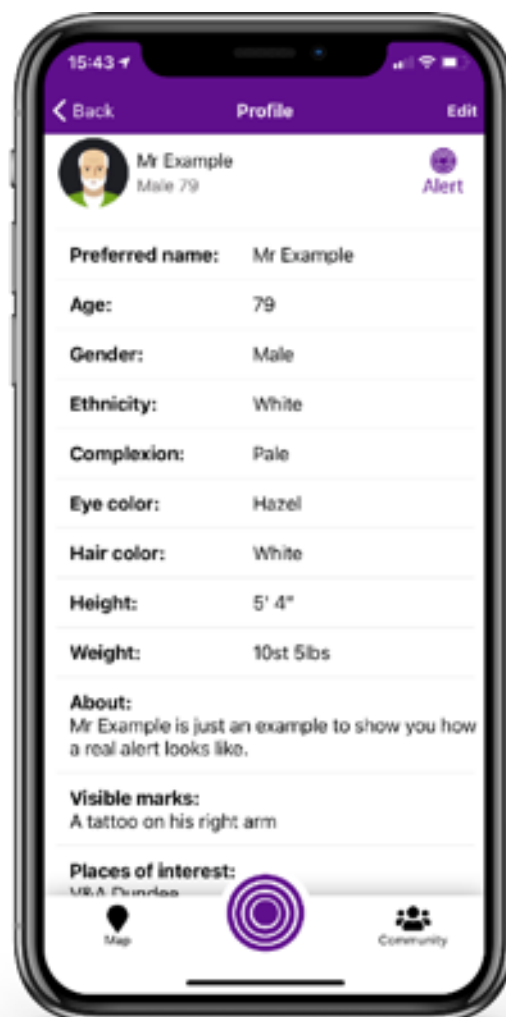 15:43
Back Profile Edit
Mr Example
Male 79
Alert
Preferred name: Mr Example
Age: 79
Gender: Male
Ethnicity: White
Complexion: Pale
Eye color: Hazel
Hair color: White
Height: 5' 4"
Weight: 10st 5lbs
About:
Mr Example is just an example to show you how
a real alert looks like.
Visible marks:
A tattoo on his right arm
Places of interest:
V&A Dundee
Map Community